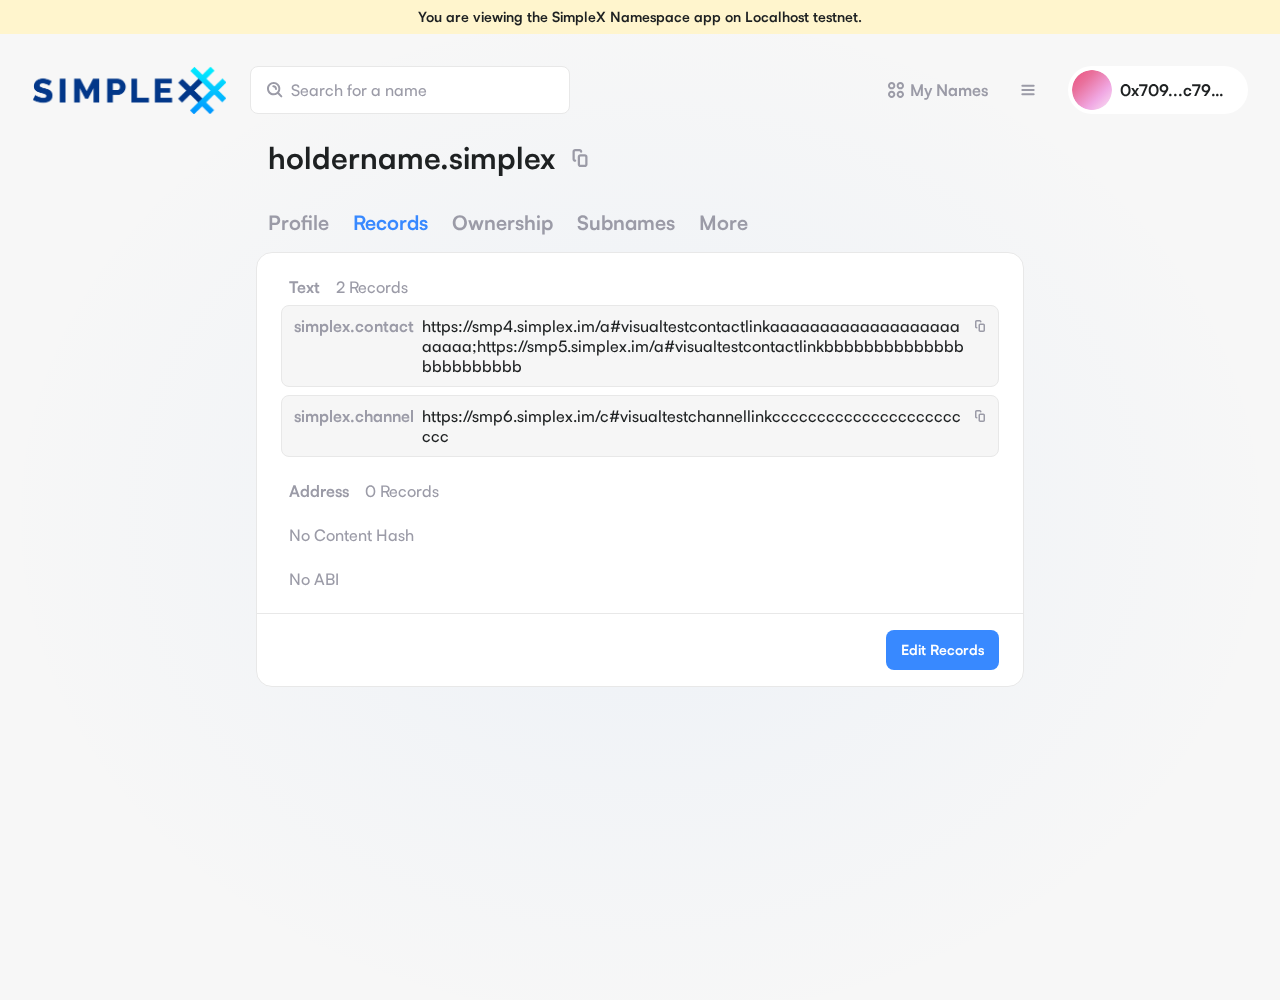 You are viewing the SimpleX Namespace app on Localhost testnet.
SIMPLEX
Search for a name
My Names
0x709...c79...
holdername.simplex
Profile
Records
Ownership
Subnames
More
Text 2 Records
simplex.contact https://smp4.simplex.im/a#visualtestcontactlinkaaaaaaaaaaaaaaaaaaa
aaaaa;https://smp5.simplex.im/a#visualtestcontactlinkbbbbbbbbbbbbbb
bbbbbbbbbb
simplex.channel https://smp6.simplex.im/c#visualtestchannellinkccccccccccccccccccccc
ccc
Address 0 Records
No Content Hash
No ABI
Edit Records